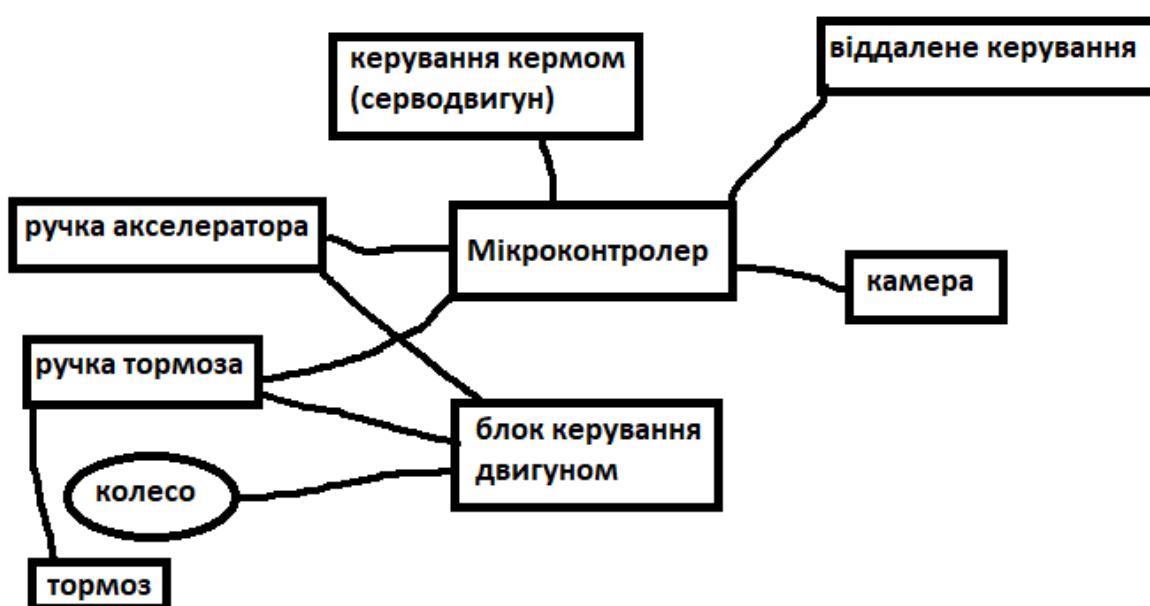 керування кермом
(серводвигун)
віддалене керування
ручка акселератора
Мікроконтролер
камера
ручка тормоза
блок керування
двигуном
колесо
тормоз